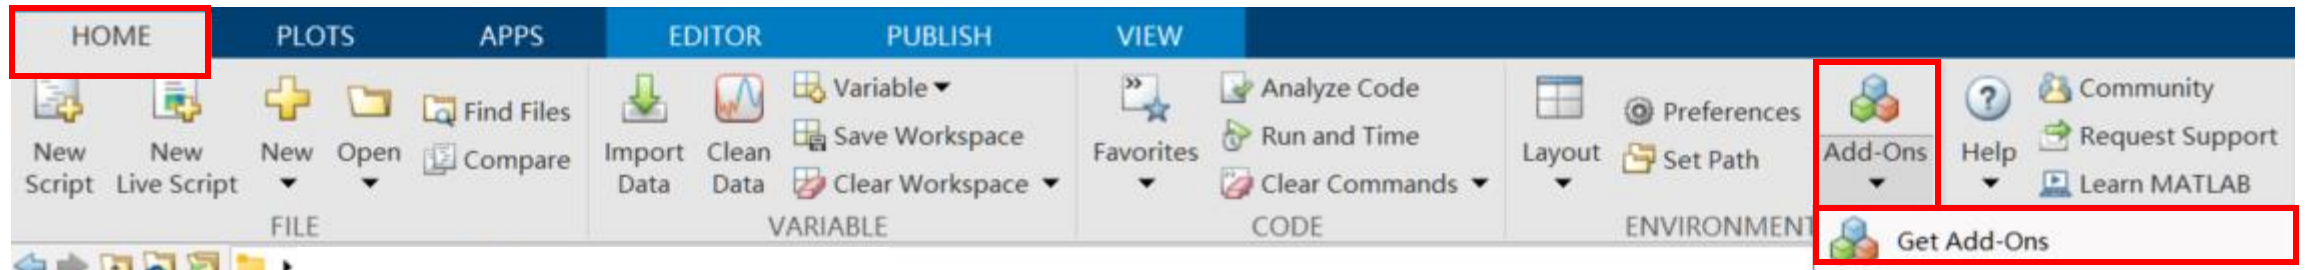 HOME PLOTS APPS EDITOR PUBLISH VIEW
New Script
New Live Script
New
Open
Find Files
Compare
FILE
Import Data
Clean Data
Variable
Save Workspace
Clear Workspace
VARIABLE
Favorites
Analyze Code
Run and Time
Clear Commands
CODE
Layout
Preferences
Set Path
ENVIRONMENT
Add-Ons
Help
Community
Request Support
Learn MATLAB
Get Add-Ons